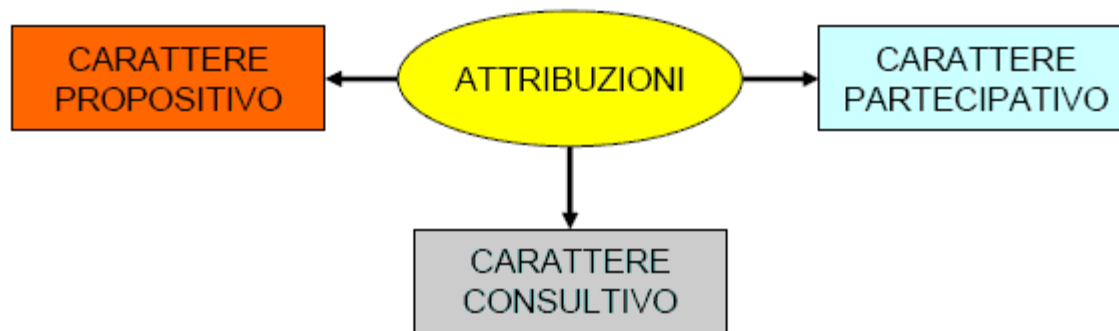 CARATTERE
PROPOSITIVO
ATTRIBUZIONI
CARATTERE
PARTECIPATIVO
CARATTERE
CONSULTIVO